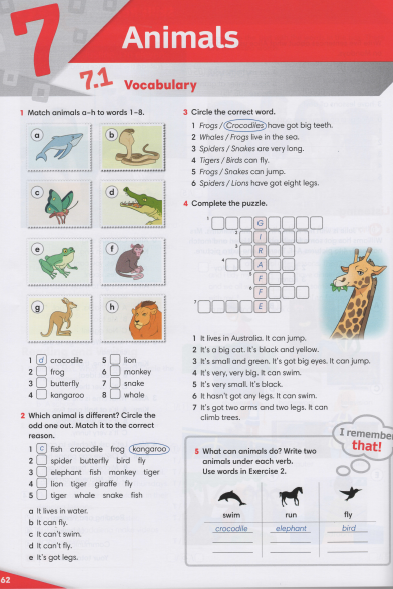 7
Animals
7.1 Vocabulary
1 Match animals a–h to words 1–8.
a
b
c
d
e
f
g
h
1 d crocodile
2 frog
3 butterfly
4 kangaroo
5 lion
6 monkey
7 snake
8 whale
2 Which animal is different? Circle the
odd one out. Match it to the correct
reason.
1 c fish crocodile frog kangaroo
2 spider butterfly bird fly
3 elephant fish monkey tiger
4 lion tiger giraffe fly
5 tiger whale snake fish
a It lives in water.
b It can fly.
c It can't swim.
d It can't fly.
e It's got legs.
3 Circle the correct word.
1 Frogs / Crocodiles have got big teeth.
2 Whales / Frogs live in the sea.
3 Spiders / Snakes are very long.
4 Tigers / Birds can fly.
5 Frogs / Snakes can jump.
6 Spiders / Lions have got eight legs.
4 Complete the puzzle.
1 G
2 I
3 R
4 A
5 F
6 F
7 E
1 It lives in Australia. It can jump.
2 It's a big cat. It's black and yellow.
3 It's small and green. It's got big eyes. It can jump.
4 It's very, very big. It can swim.
5 It's very small. It's black.
6 It hasn't got any legs. It can swim.
7 It's got two arms and two legs. It can
climb trees.
I remember
that!
5 What can animals do? Write two
animals under each verb.
Use words in Exercise 2.
swim run fly
crocodile elephant bird
62